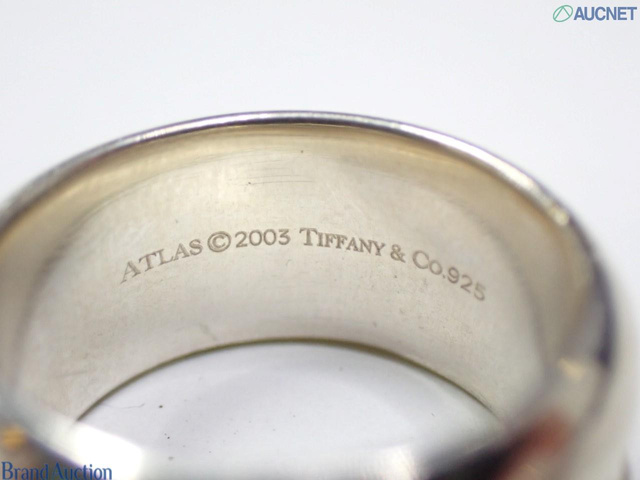 AUCNET
ATLAS © 2003 TIFFANY & CO. 925
Brand Auction